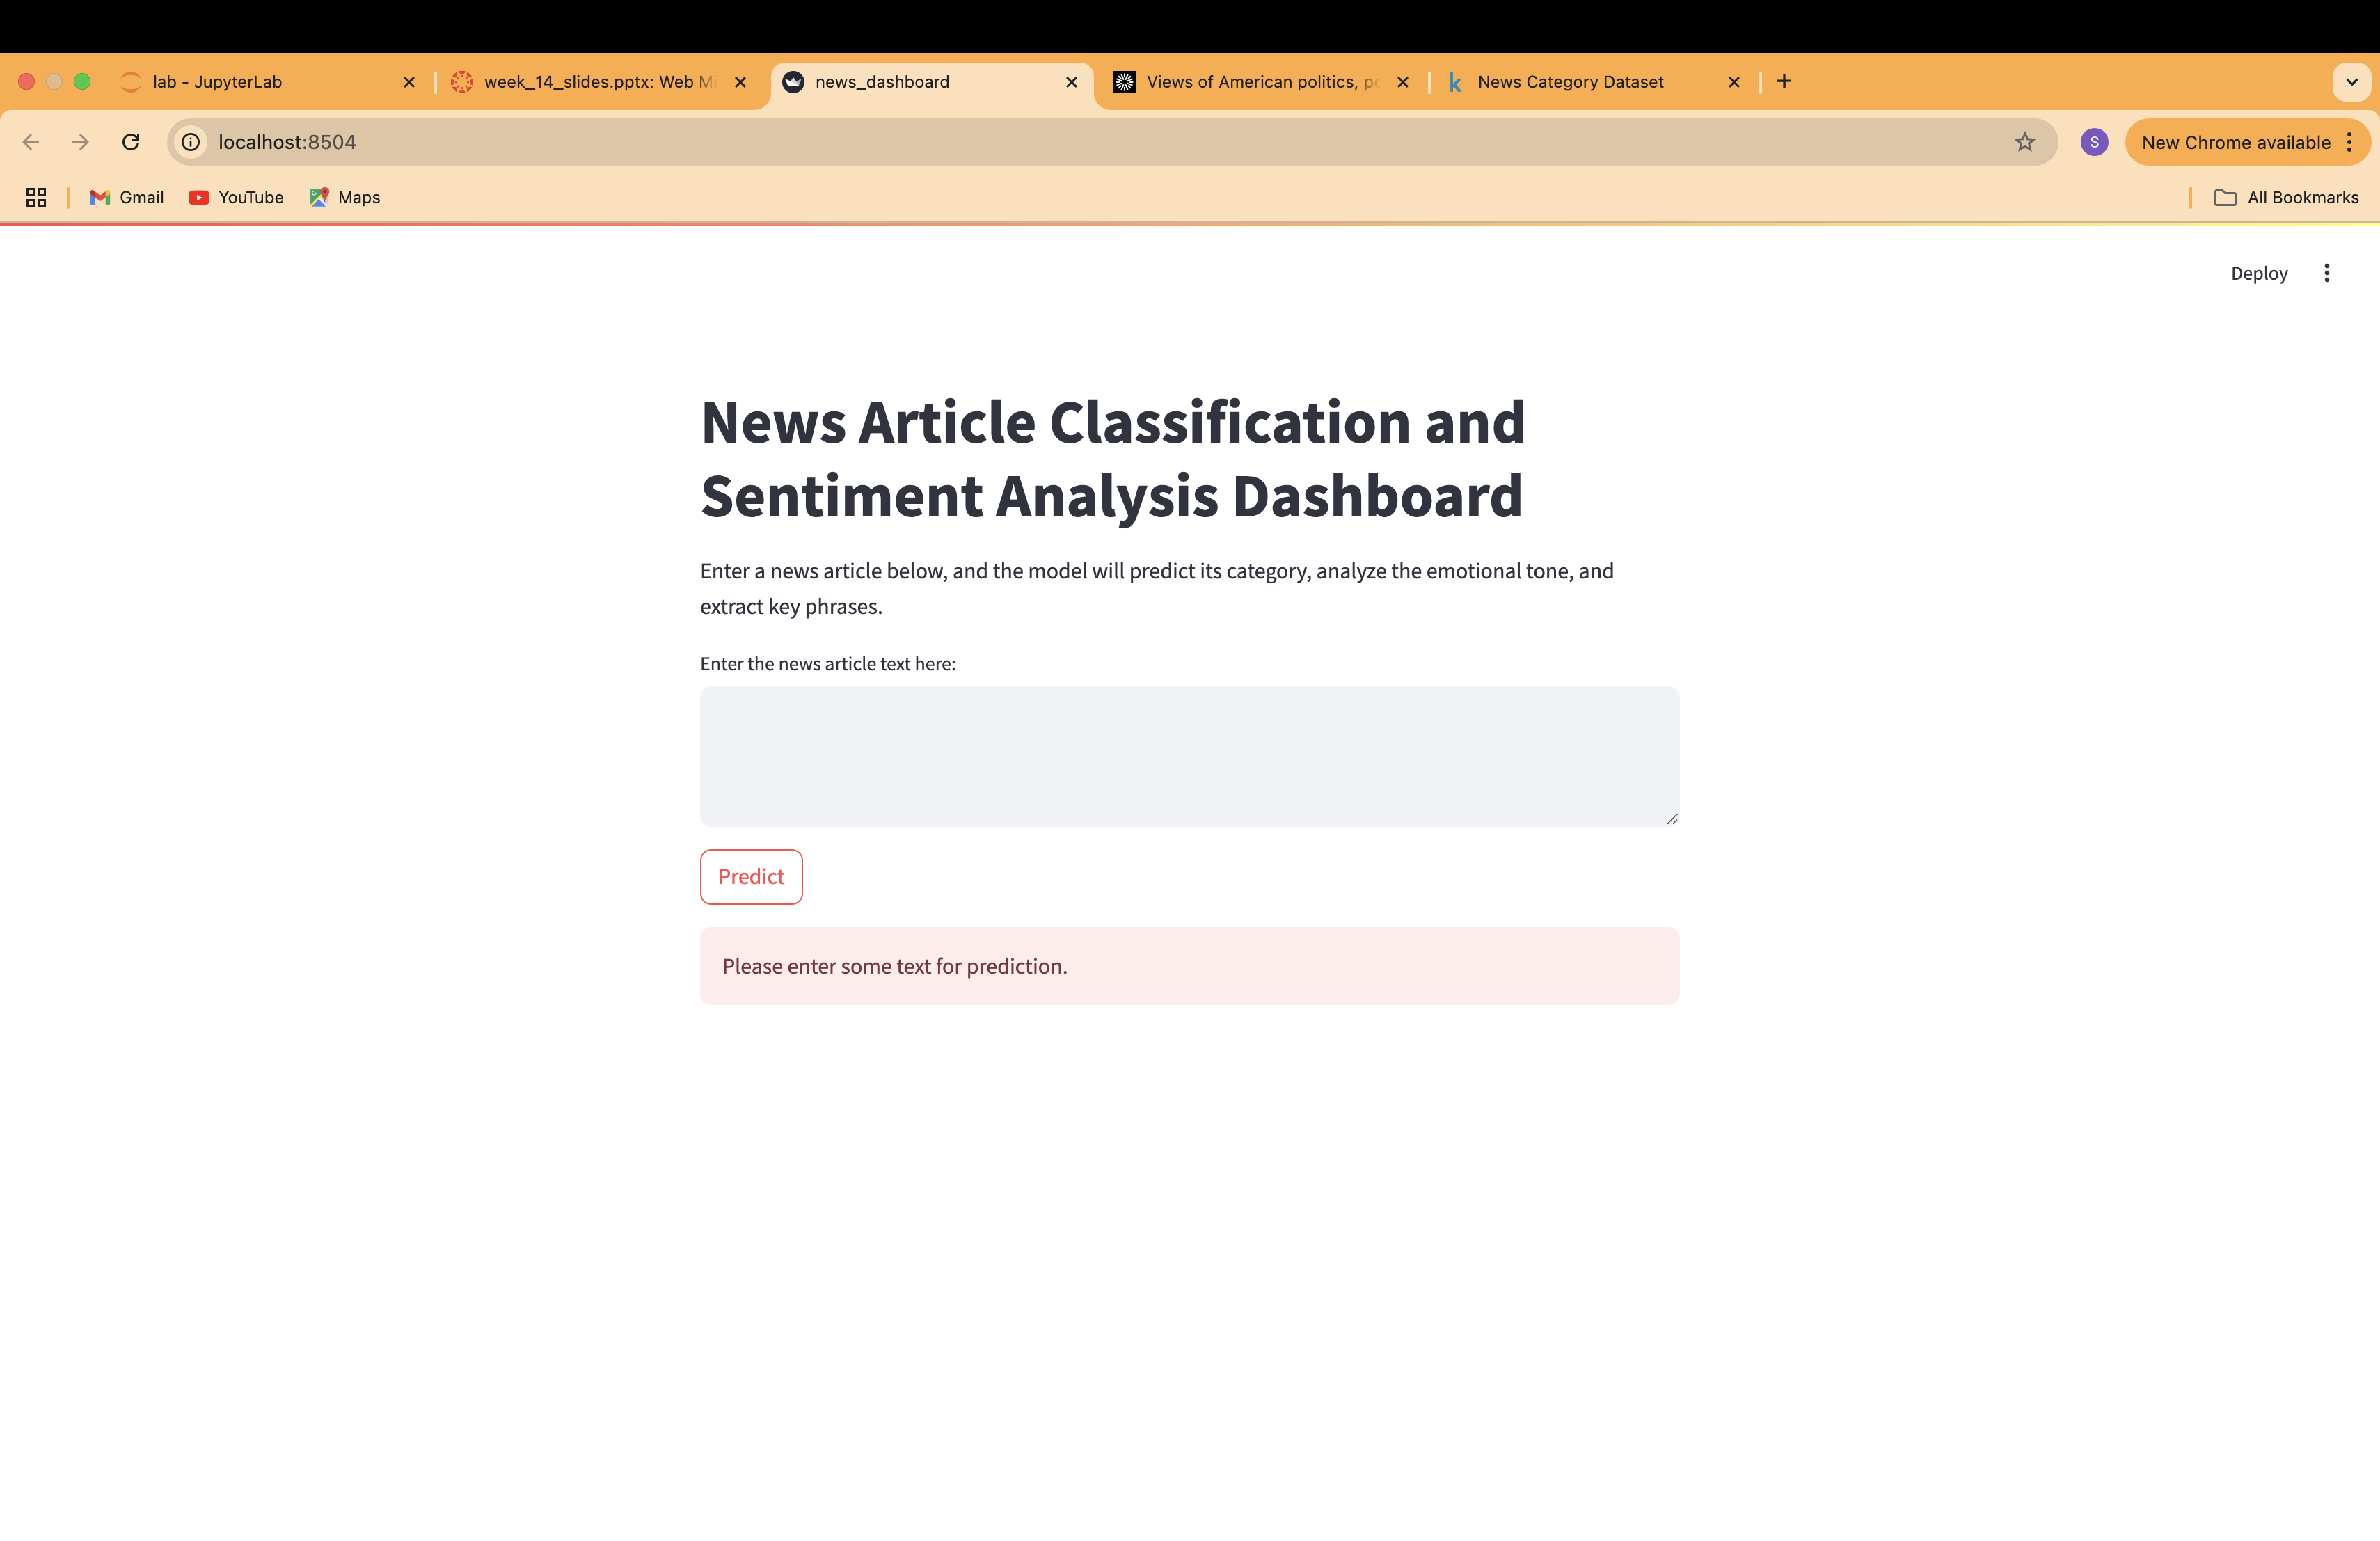 lab - JupyterLab
week_14_slides.pptx: Web Mi
news_dashboard
Views of American politics, po
k News Category Dataset
localhost:8504
S
New Chrome available
Gmail
YouTube
Maps
All Bookmarks
Deploy
News Article Classification and
Sentiment Analysis Dashboard
Enter a news article below, and the model will predict its category, analyze the emotional tone, and
extract key phrases.
Enter the news article text here:
Predict
Please enter some text for prediction.